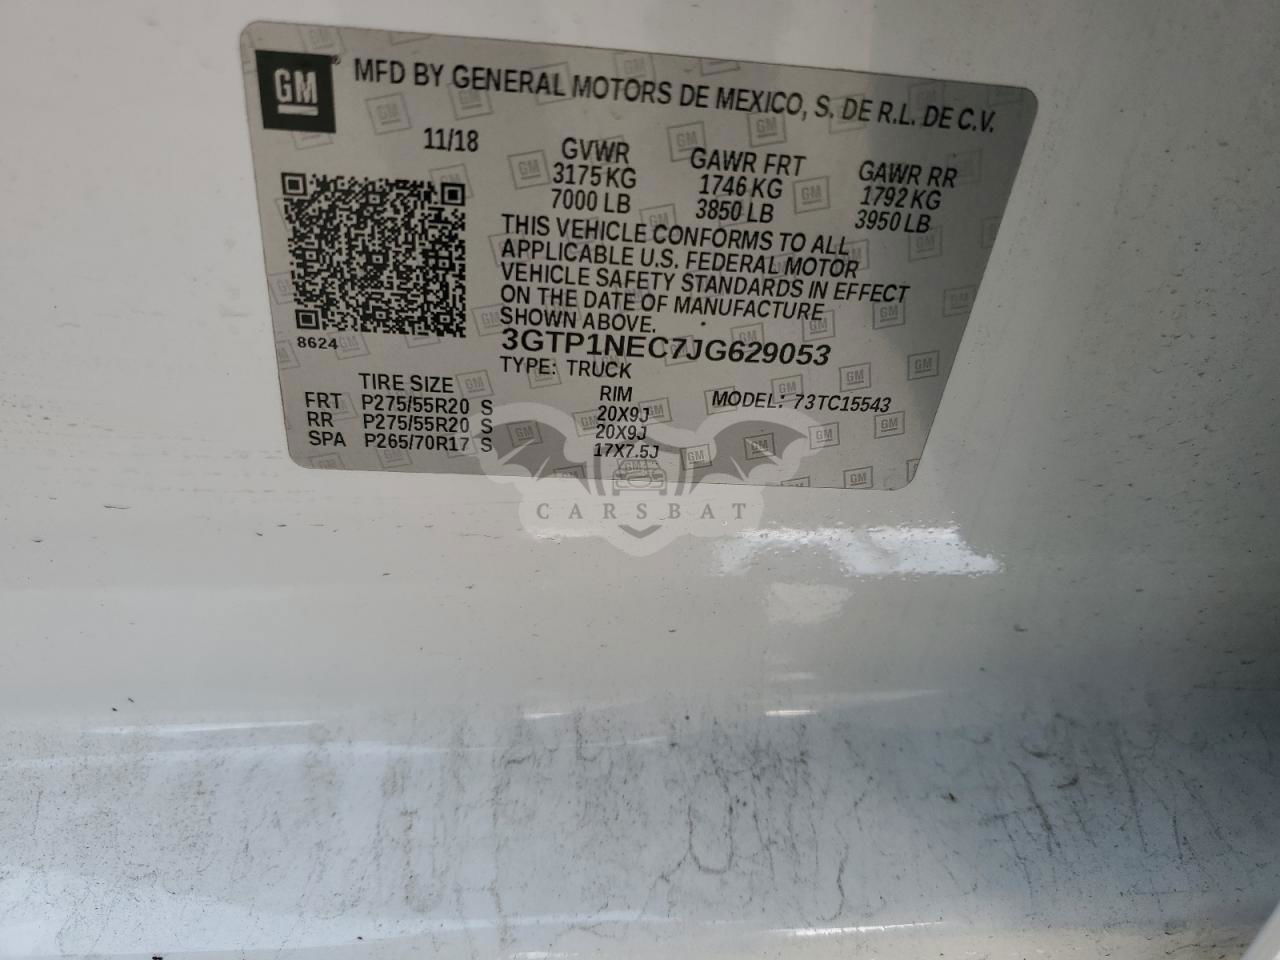 GM
MFD BY GENERAL MOTORS DE MEXICO, S. DE R.L. DE C.V.
11/18 GVWR GAWR FRT GAWR RR
3175 KG 1746 KG 1792 KG
7000 LB 3850 LB 3950 LB
THIS VEHICLE CONFORMS TO ALL
APPLICABLE U.S. FEDERAL MOTOR
VEHICLE SAFETY STANDARDS IN EFFECT
ON THE DATE OF MANUFACTURE
SHOWN ABOVE.
8624
3GTP1NEC7JG629053
TYPE: TRUCK
TIRE SIZE RIM MODEL: 73TC15543
FRT P275/55R20 S 20X9J
RR P275/55R20 S 20X9J
SPA P265/70R17 S 17X7.5J
CARSBAT